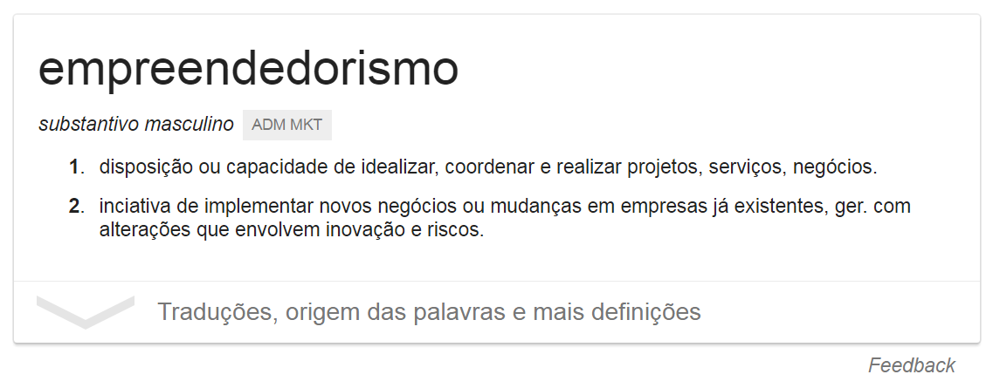 empreendedorismo
substantivo masculino ADM MKT
1. disposição ou capacidade de idealizar, coordenar e realizar projetos, serviços, negócios.
2. inciativa de implementar novos negócios ou mudanças em empresas já existentes, ger. com
alterações que envolvem inovação e riscos.
Traduções, origem das palavras e mais definições
Feedback